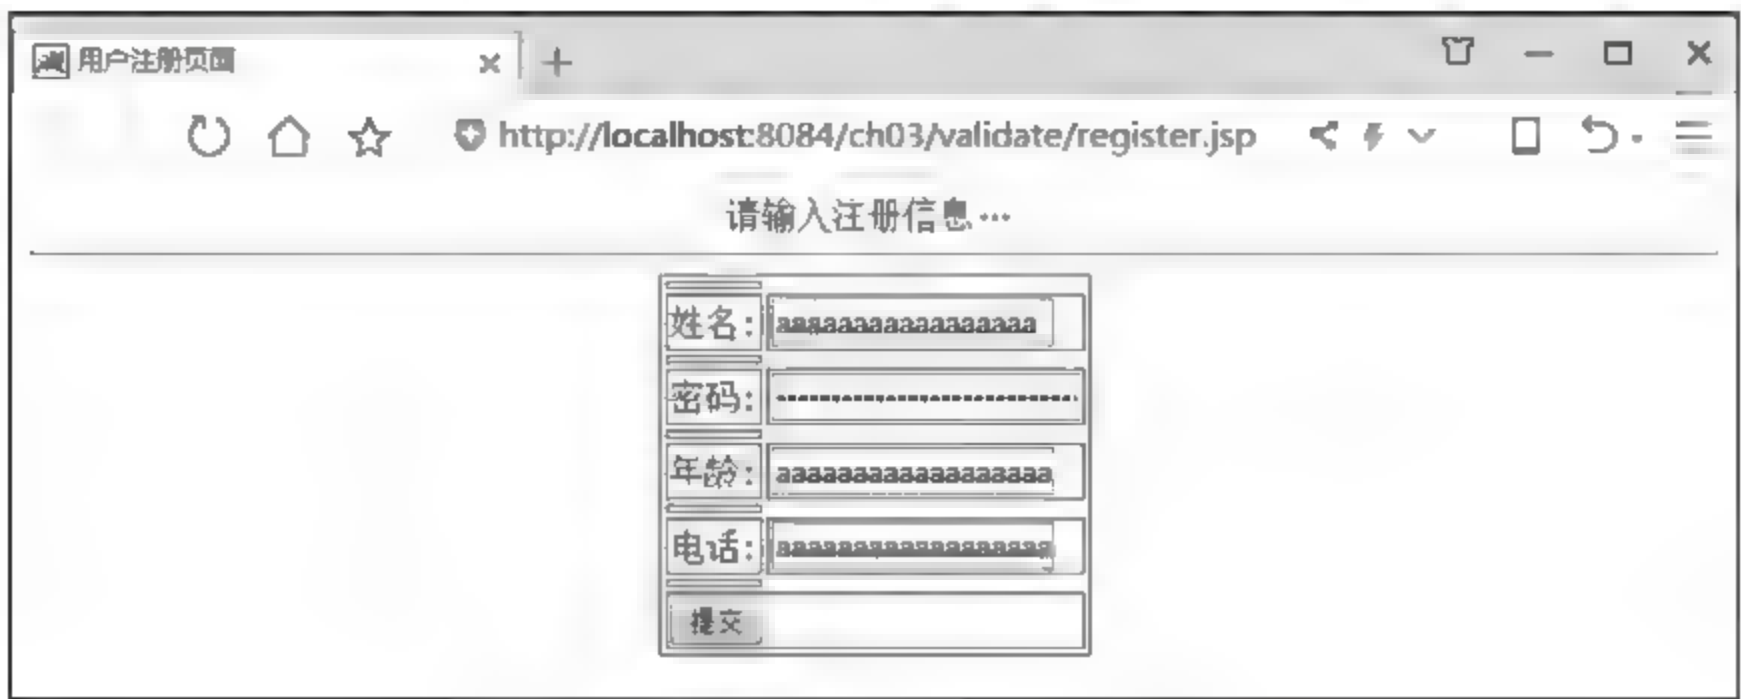 用户注册页面
http://localhost:8084/ch03/validate/register.jsp
请输入注册信息…
姓名: aaaaaaaaaaaaaaaaa
密码:
年龄: aaaaaaaaaaaaaaaaaa
电话: aaaaaaaaaaaaaaaaaa
提交